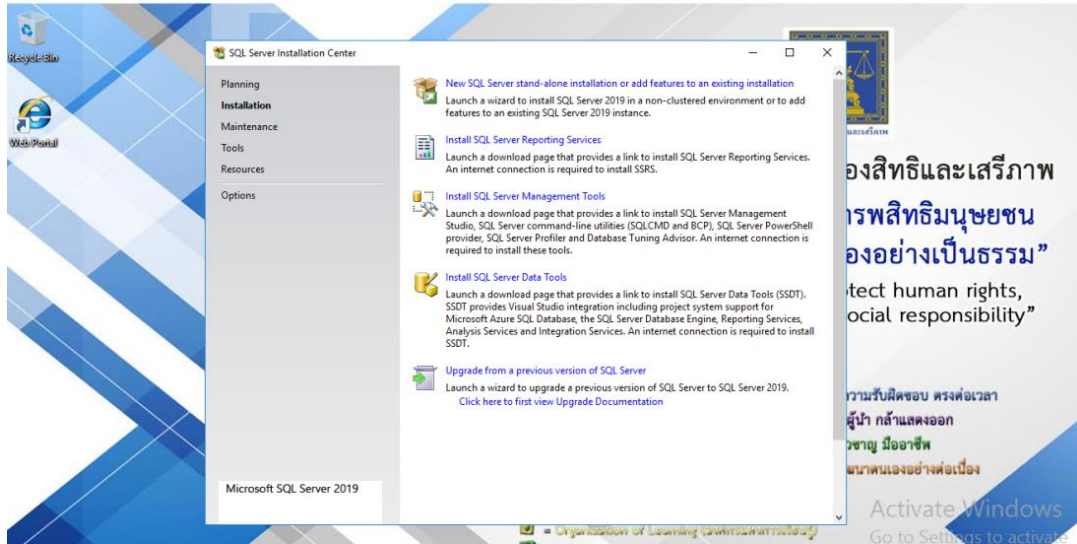 Recycle Bin
Web Portal
SQL Server Installation Center
Planning
Installation
Maintenance
Tools
Resources
Options
Microsoft SQL Server 2019
New SQL Server stand-alone installation or add features to an existing installation
Launch a wizard to install SQL Server 2019 in a non-clustered environment or to add
features to an existing SQL Server 2019 instance.
Install SQL Server Reporting Services
Launch a download page that provides a link to install SQL Server Reporting Services.
An internet connection is required to install SSRS.
Install SQL Server Management Tools
Launch a download page that provides a link to install SQL Server Management
Studio, SQL Server command-line utilities (SQLCMD and BCP), SQL Server PowerShell
provider, SQL Server Profiler and Database Tuning Advisor. An internet connection is
required to install these tools.
Install SQL Server Data Tools
Launch a download page that provides a link to install SQL Server Data Tools (SSDT).
SSDT provides Visual Studio integration including project system support for
Microsoft Azure SQL Database, the SQL Server Database Engine, Reporting Services,
Analysis Services and Integration Services. An internet connection is required to install
SSDT.
Upgrade from a previous version of SQL Server
Launch a wizard to upgrade a previous version of SQL Server to SQL Server 2019.
Click here to first view Upgrade Documentation
และเสรีภาพ
องสิทธิและเสรีภาพ
ารพสิทธิมนุษยชน
องอย่างเป็นธรรม”
tect human rights,
ocial responsibility”
วามรับผิดชอบ ตรงต่อเวลา
ผู้นำ กล้าแสดงออก
วชาญ มืออาชีพ
ฒนาตนเองอย่างต่อเนื่อง
= Organization of Learning
Activate Windows
Go to Settings to activate